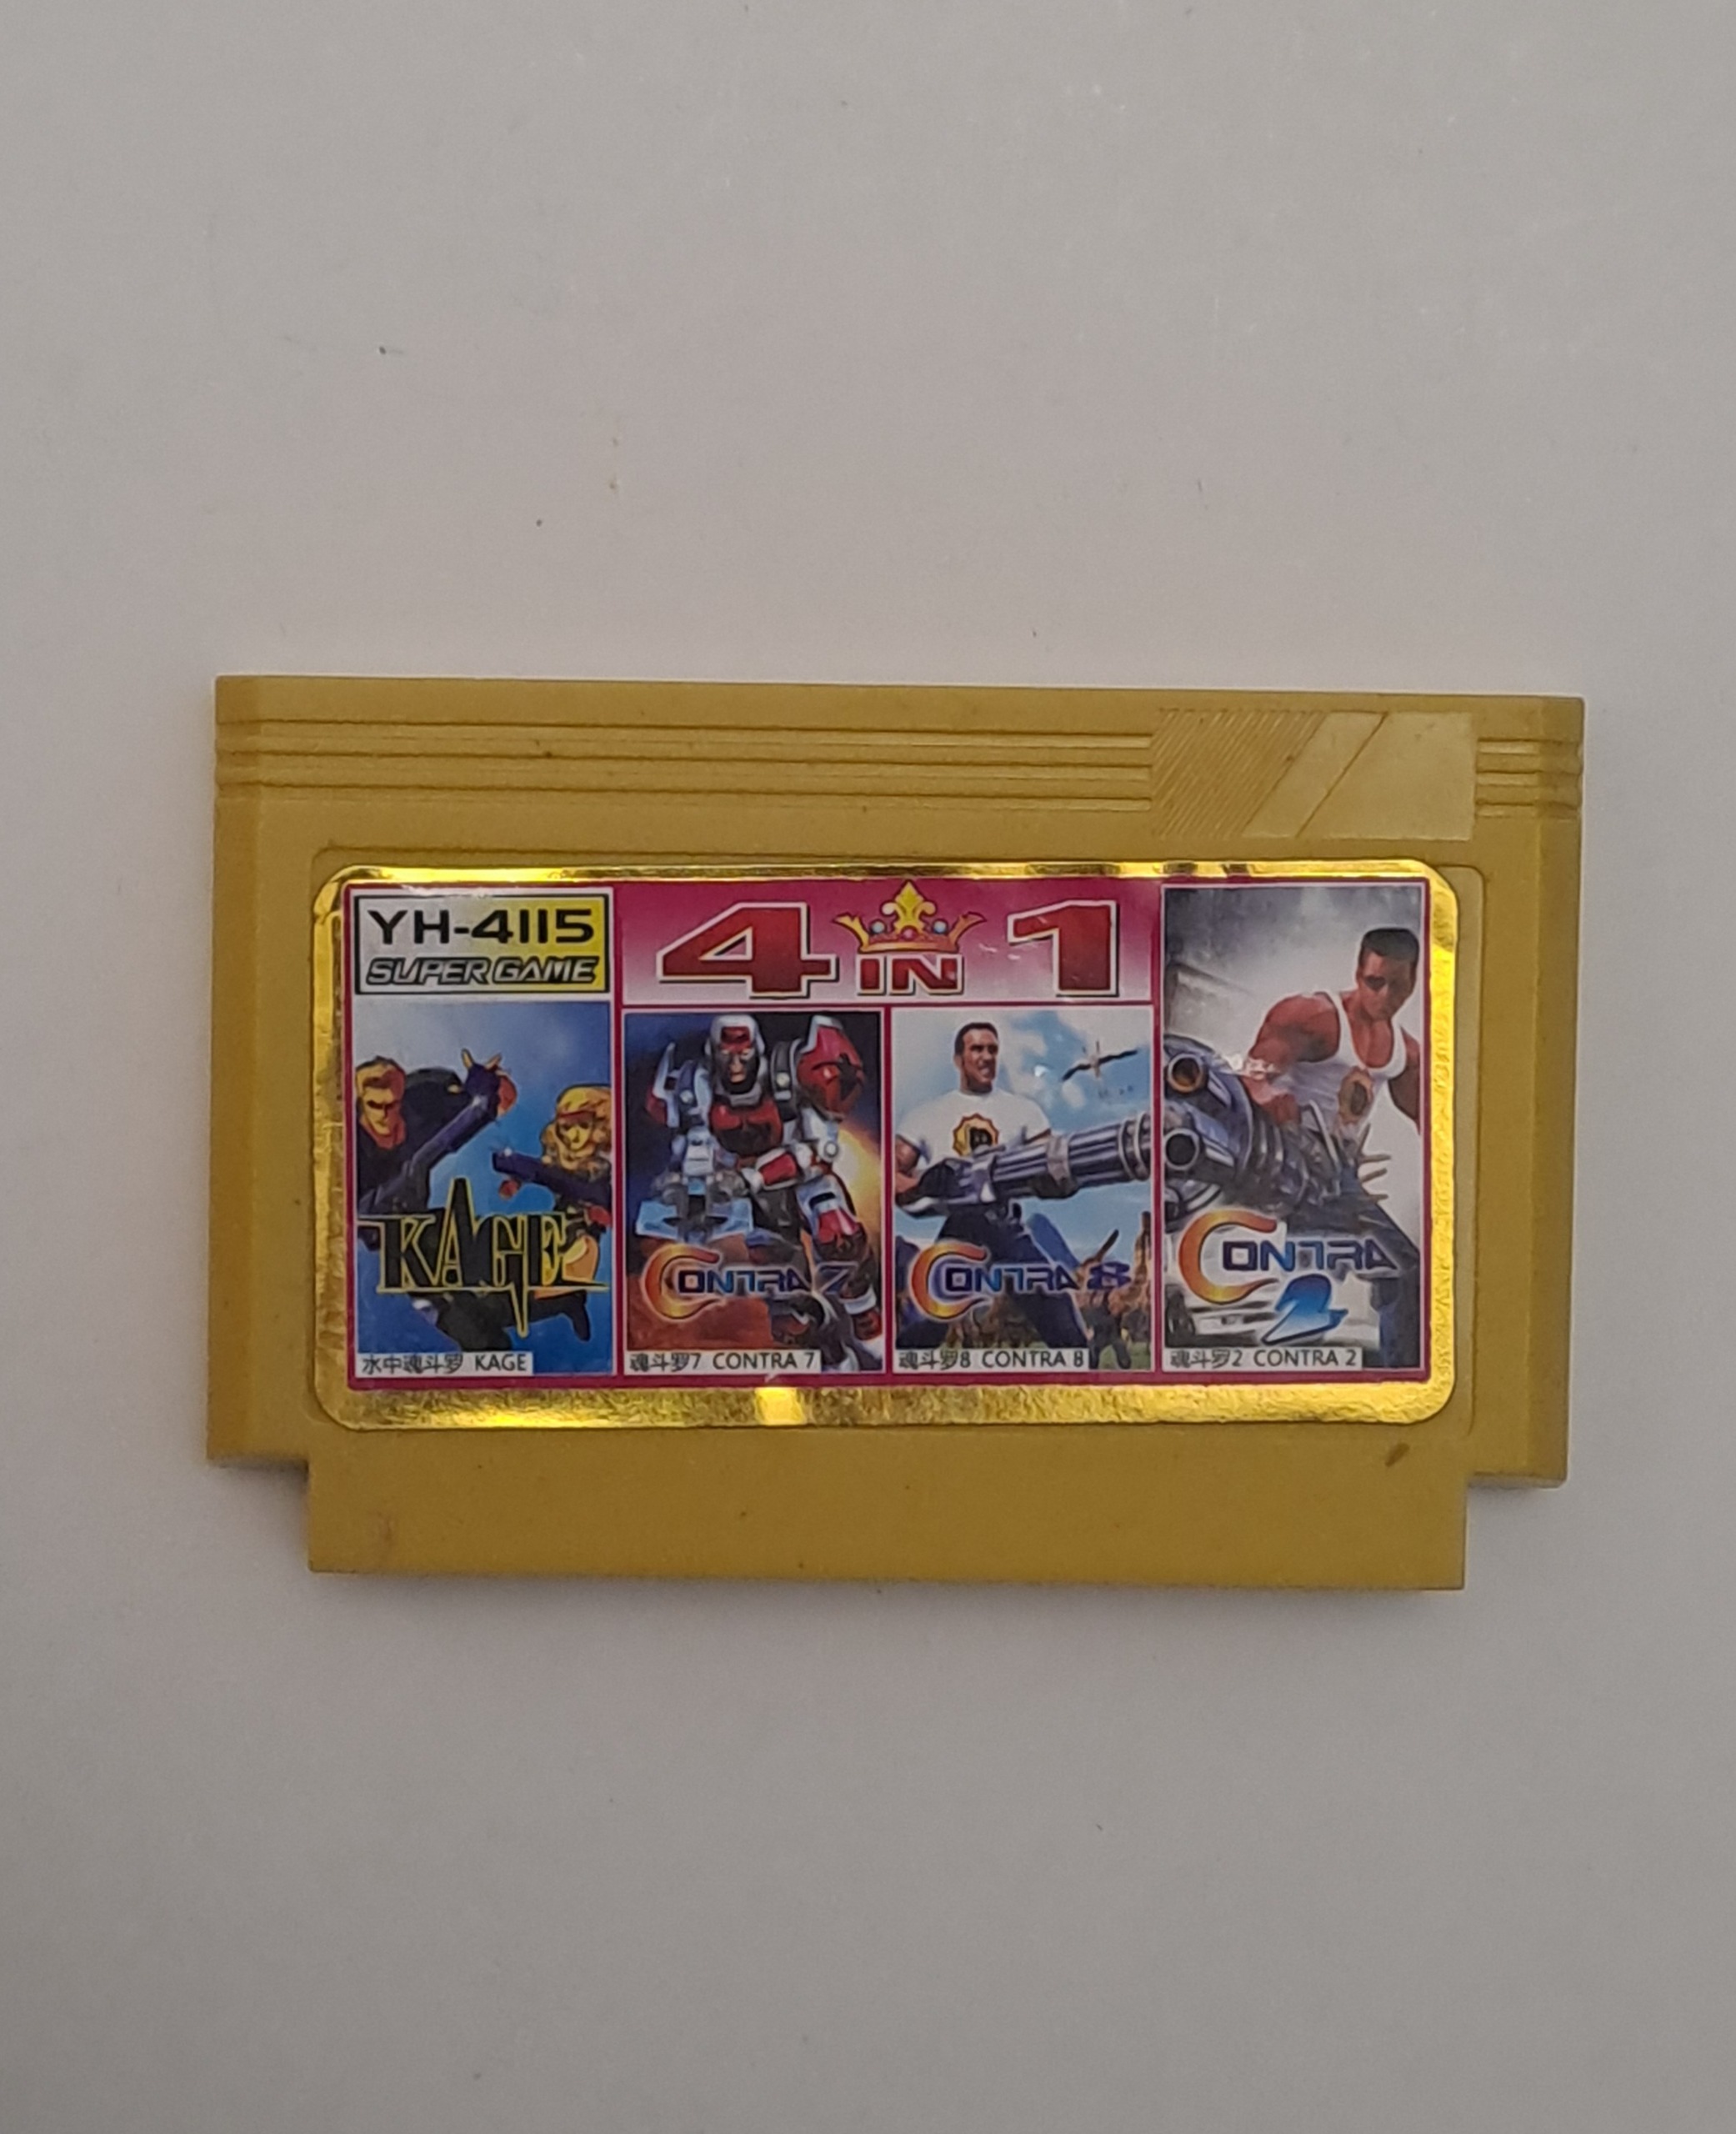 YH-4115
SUPER GAME
4 IN 1
KAGE
CONTRA 7
CONTRA 8
CONTRA
2
水中魂斗罗 KAGE
魂斗罗7 CONTRA 7
魂斗罗8 CONTRA 8
魂斗罗2 CONTRA 2